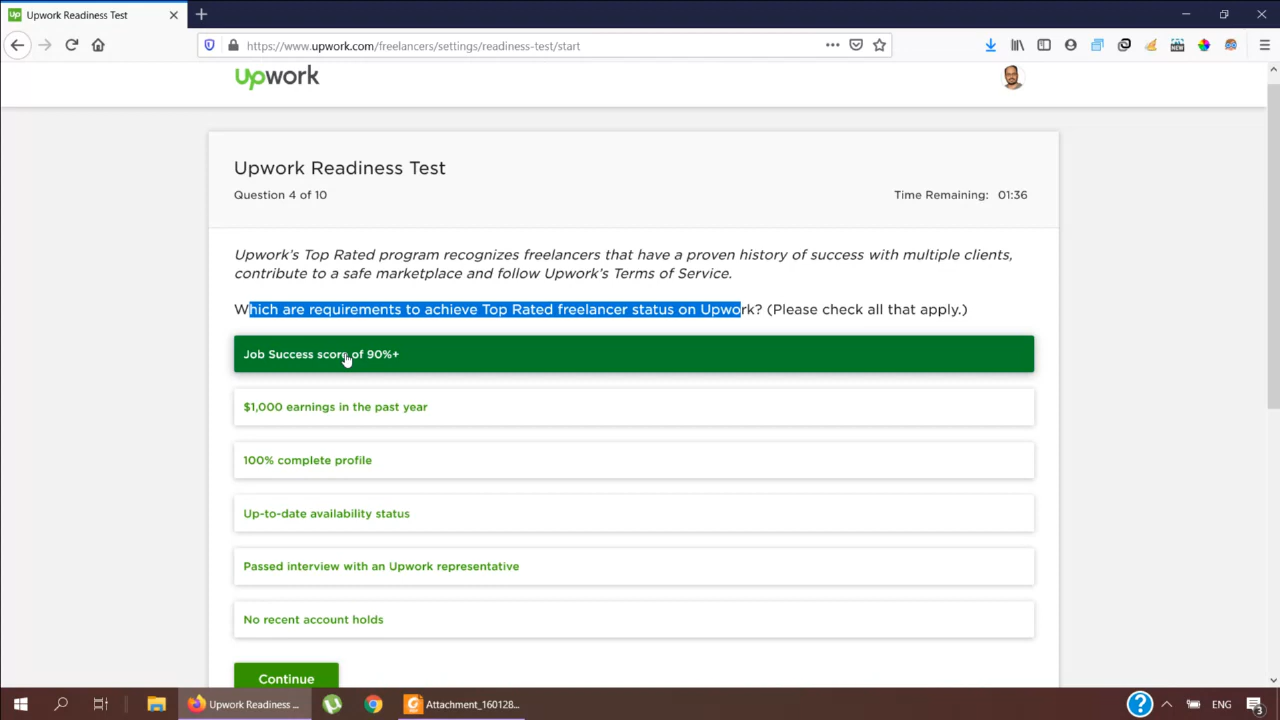 Up Upwork Readiness Test
https://www.upwork.com/freelancers/settings/readiness-test/start
NEW
Upwork
Upwork Readiness Test
Question 4 of 10
Time Remaining: 01:36
Upwork's Top Rated program recognizes freelancers that have a proven history of success with multiple clients,
contribute to a safe marketplace and follow Upwork's Terms of Service.
Which are requirements to achieve Top Rated freelancer status on Upwork? (Please check all that apply.)
Job Success score of 90%+
$1,000 earnings in the past year
100% complete profile
Up-to-date availability status
Passed interview with an Upwork representative
No recent account holds
Continue
Upwork Readiness ...
Attachment_160128...
ENG
3